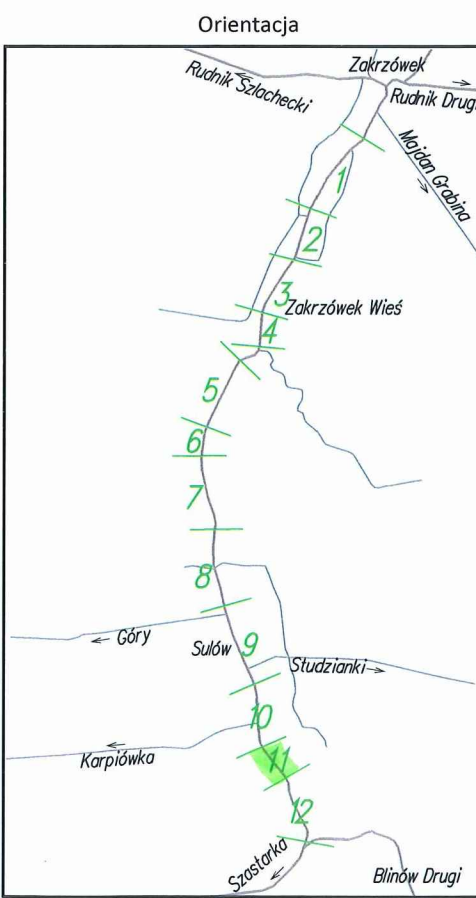 Orientacja
Zakrzówek
Rudnik Szlachecki
Rudnik Drugi
Majdan Grabina
1
2
3
Zakrzówek Wieś
4
5
6
7
8
Góry
Sulów
9
Studzianki
10
Karpiówka
11
12
Szastarka
Blinów Drugi